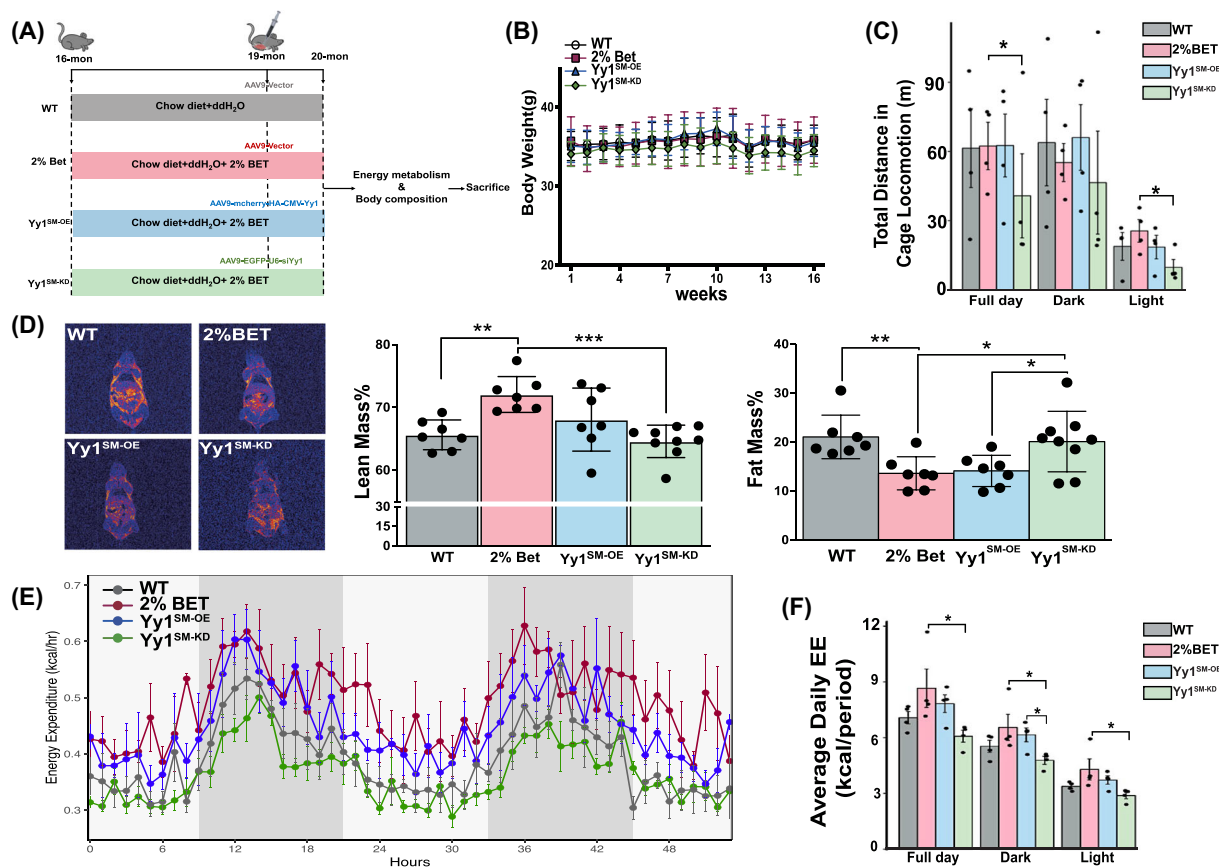 (A)
16-mon
19-mon
20-mon
AAV9-Vector
WT
Chow diet+ddH₂O
AAV9-Vector
2% Bet
Chow diet+ddH₂O+ 2% BET
AAV9-mcherry-HA-CMV-Yy1
Yy1SM-OE
Chow diet+ddH₂O+ 2% BET
AAV9-EGFP-U6-siYy1
Yy1SM-KD
Chow diet+ddH₂O+ 2% BET
Energy metabolism
&
Body composition
Sacrifice
(B)
WT
2% Bet
Yy1SM-OE
Yy1SM-KD
Body Weight(g)
60
40
20
1 4 7 10 13 16
weeks
(C)
WT
2%BET
Yy1SM-OE
Yy1SM-KD
Total Distance in
Cage Locomotion (m)
90
60
30
0
* *
Full day Dark Light
(D)
WT
2%BET
Yy1SM-OE
Yy1SM-KD
Lean Mass%
80
70
60
30
15
0
** ***
WT 2% Bet Yy1SM-OE Yy1SM-KD
Fat Mass%
40
30
20
10
0
** * *
WT 2% Bet Yy1SM-OE Yy1SM-KD
(E)
WT
2% BET
Yy1SM-OE
Yy1SM-KD
Energy Expenditure (kcal/hr)
0.7
0.6
0.5
0.4
0.3
0 6 12 18 24 30 36 42 48
Hours
(F)
WT
2%BET
Yy1SM-OE
Yy1SM-KD
Average Daily EE
(kcal/period)
12
9
6
3
0
* * * *
Full day Dark Light